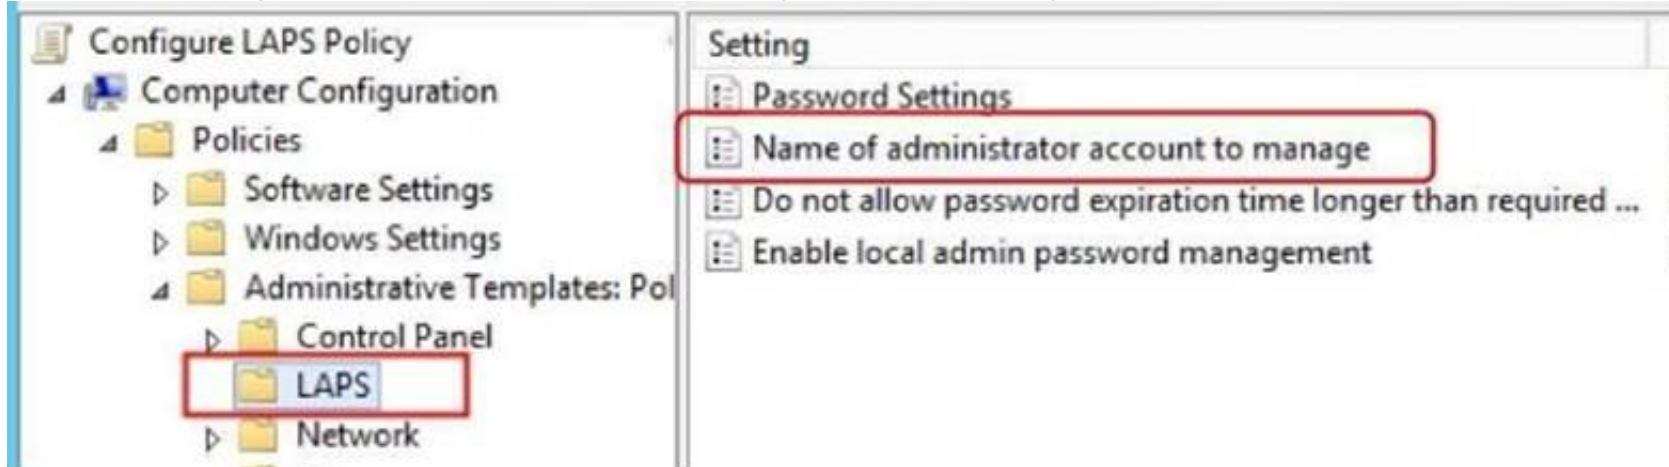 Configure LAPS Policy
Computer Configuration
Policies
Software Settings
Windows Settings
Administrative Templates: Pol
Control Panel
LAPS
Network
Setting
Password Settings
Name of administrator account to manage
Do not allow password expiration time longer than required ...
Enable local admin password management